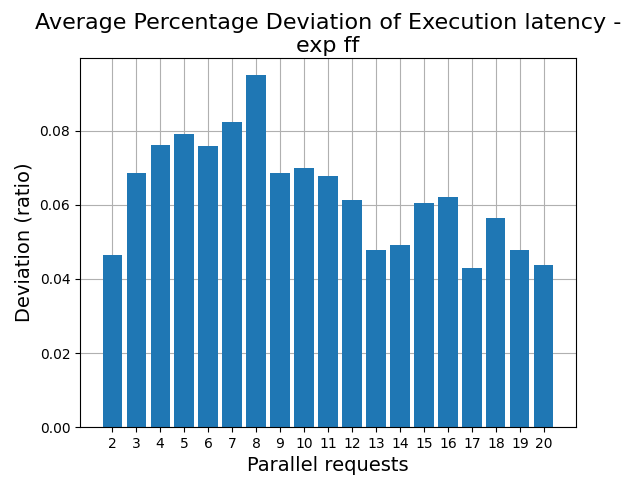 Average Percentage Deviation of Execution latency -
exp ff
Deviation (ratio)
0.08
0.06
0.04
0.02
0.00
2 3 4 5 6 7 8 9 10 11 12 13 14 15 16 17 18 19 20
Parallel requests